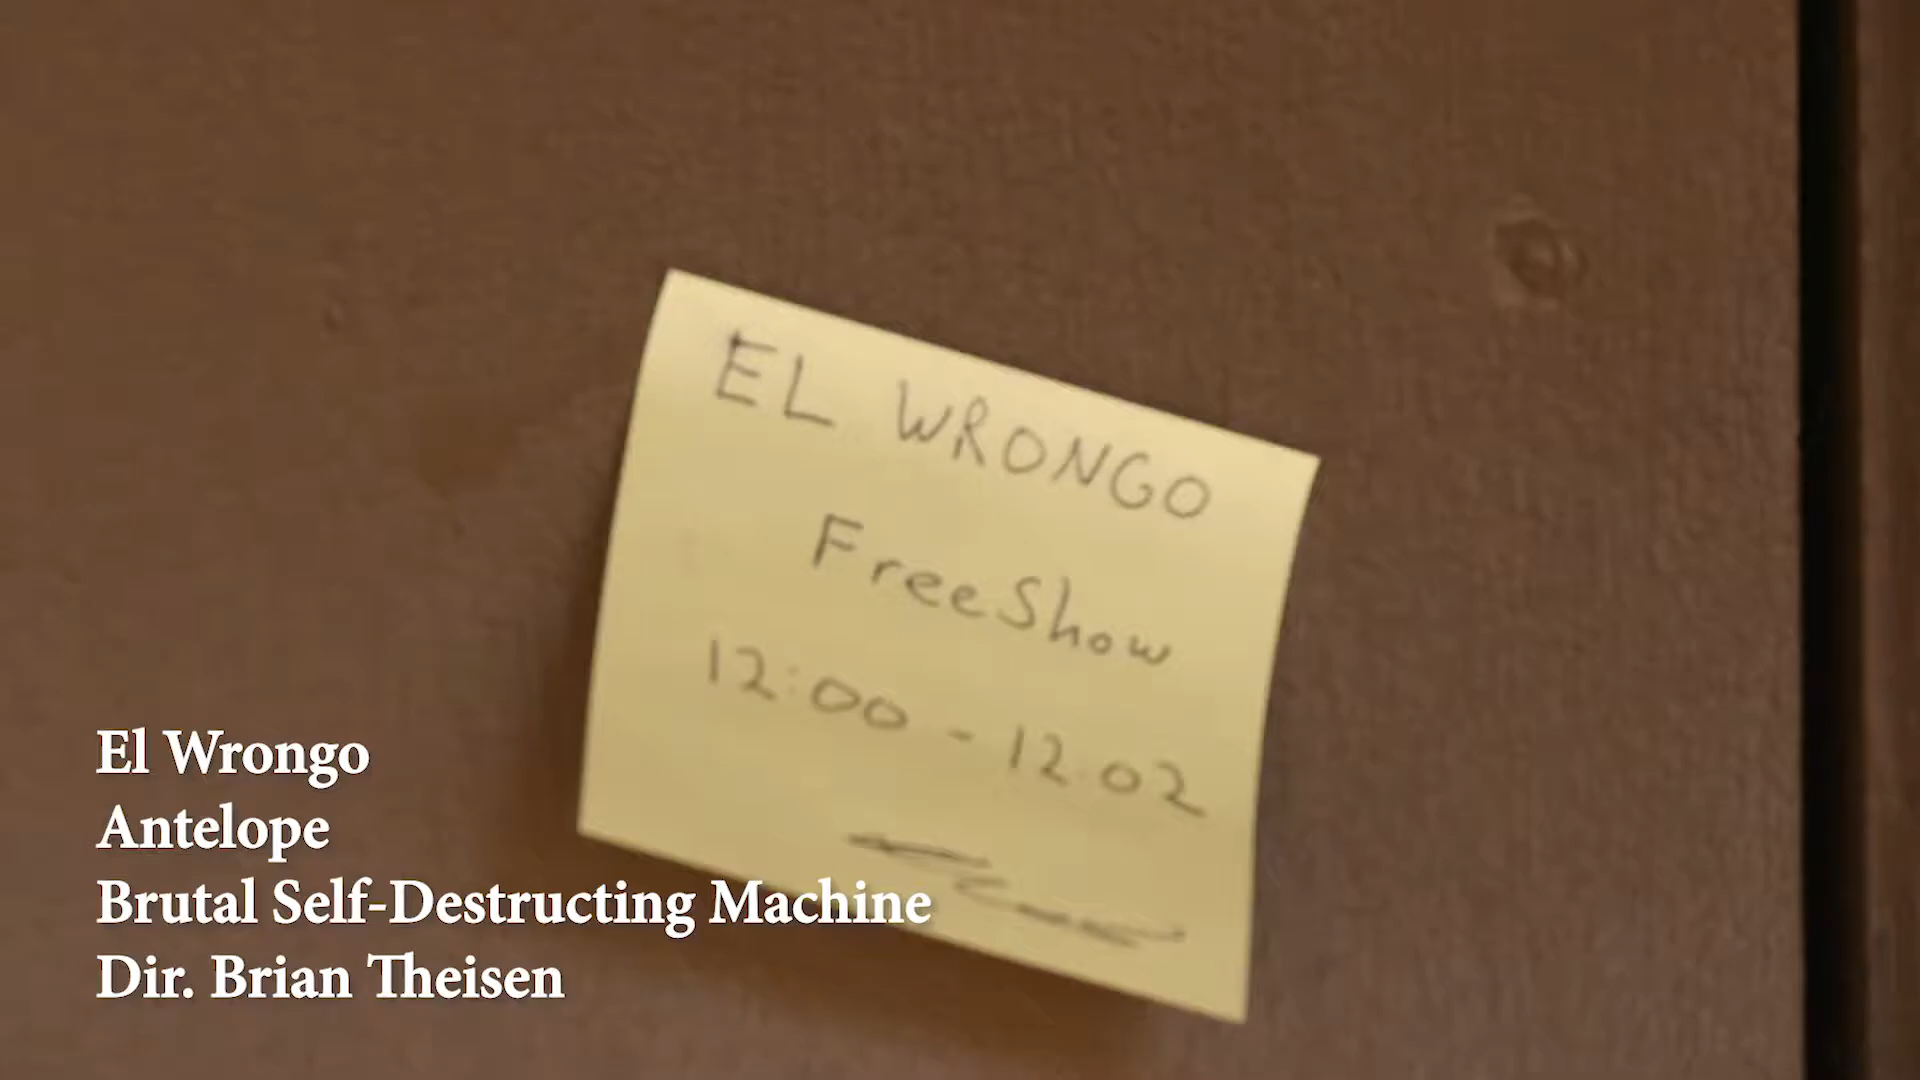 EL WRONGO
FreeShow
12:00 - 12:02
El Wrongo
Antelope
Brutal Self-Destructing Machine
Dir. Brian Theisen